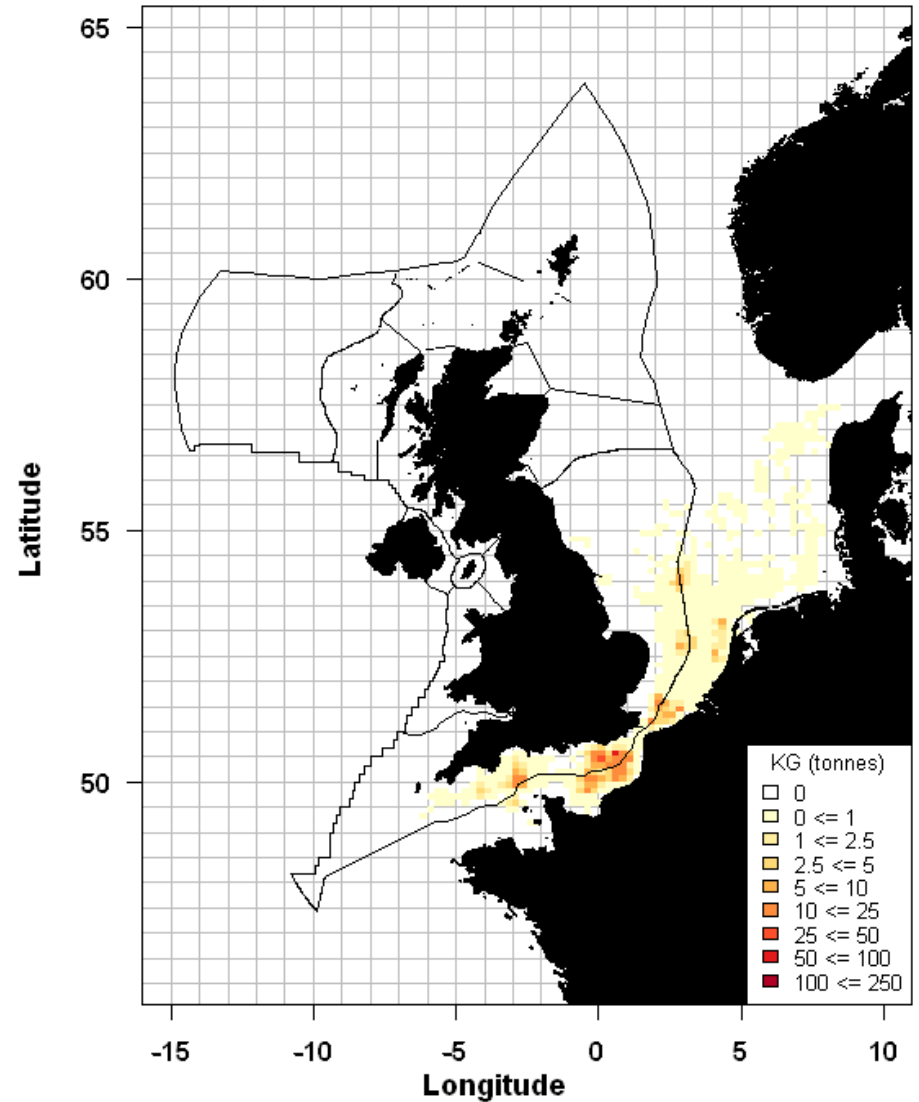 65
60
55
50
Latitude
-15 -10 -5 0 5 10
Longitude
KG (tonnes)
0
0 <= 1
1 <= 2.5
2.5 <= 5
5 <= 10
10 <= 25
25 <= 50
50 <= 100
100 <= 250